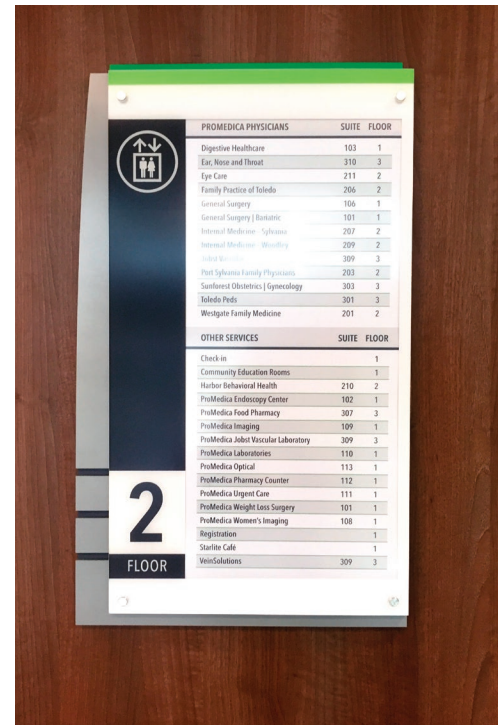 PROMEDICA PHYSICIANS SUITE FLOOR
Digestive Healthcare 103 1
Ear, Nose and Throat 310 3
Eye Care 211 2
Family Practice of Toledo 206 2
General Surgery 106 1
General Surgery | Bariatric 101 1
Internal Medicine - Sylvania 207 2
Internal Medicine - Woodley 209 2
Jobst Vascular 309 3
Port Sylvania Family Physicians 203 2
Sunforest Obstetrics | Gynecology 303 3
Toledo Peds 301 3
Westgate Family Medicine 201 2
OTHER SERVICES SUITE FLOOR
Check-in 1
Community Education Rooms 1
Harbor Behavioral Health 210 2
ProMedica Endoscopy Center 102 1
ProMedica Food Pharmacy 307 3
ProMedica Imaging 109 1
ProMedica Jobst Vascular Laboratory 309 3
ProMedica Laboratories 110 1
ProMedica Optical 113 1
ProMedica Pharmacy Counter 112 1
ProMedica Urgent Care 111 1
ProMedica Weight Loss Surgery 101 1
ProMedica Women's Imaging 108 1
Registration 1
Starlite Café 1
VeinSolutions 309 3
2
FLOOR